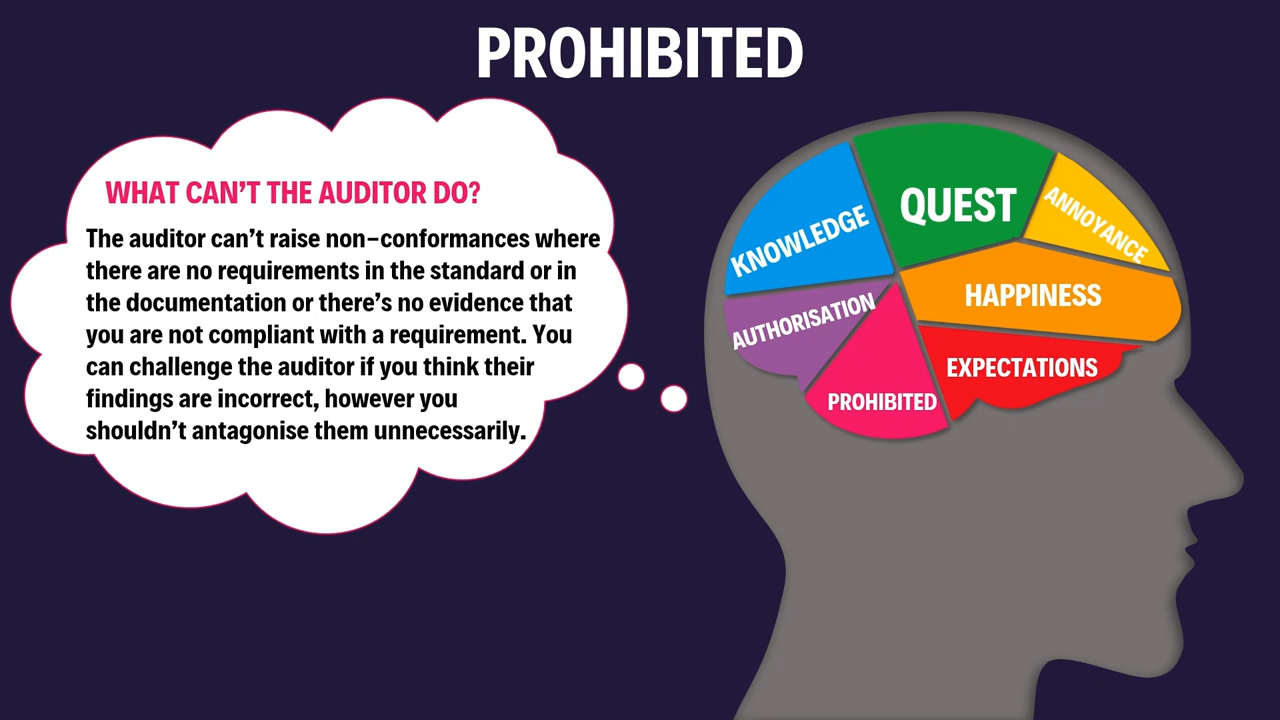 PROHIBITED
WHAT CAN'T THE AUDITOR DO?
The auditor can't raise non–conformances where
there are no requirements in the standard or in
the documentation or there's no evidence that
you are not compliant with a requirement. You
can challenge the auditor if you think their
findings are incorrect, however you
shouldn't antagonise them unnecessarily.
KNOWLEDGE
QUEST
ANNOYANCE
AUTHORISATION
HAPPINESS
PROHIBITED
EXPECTATIONS